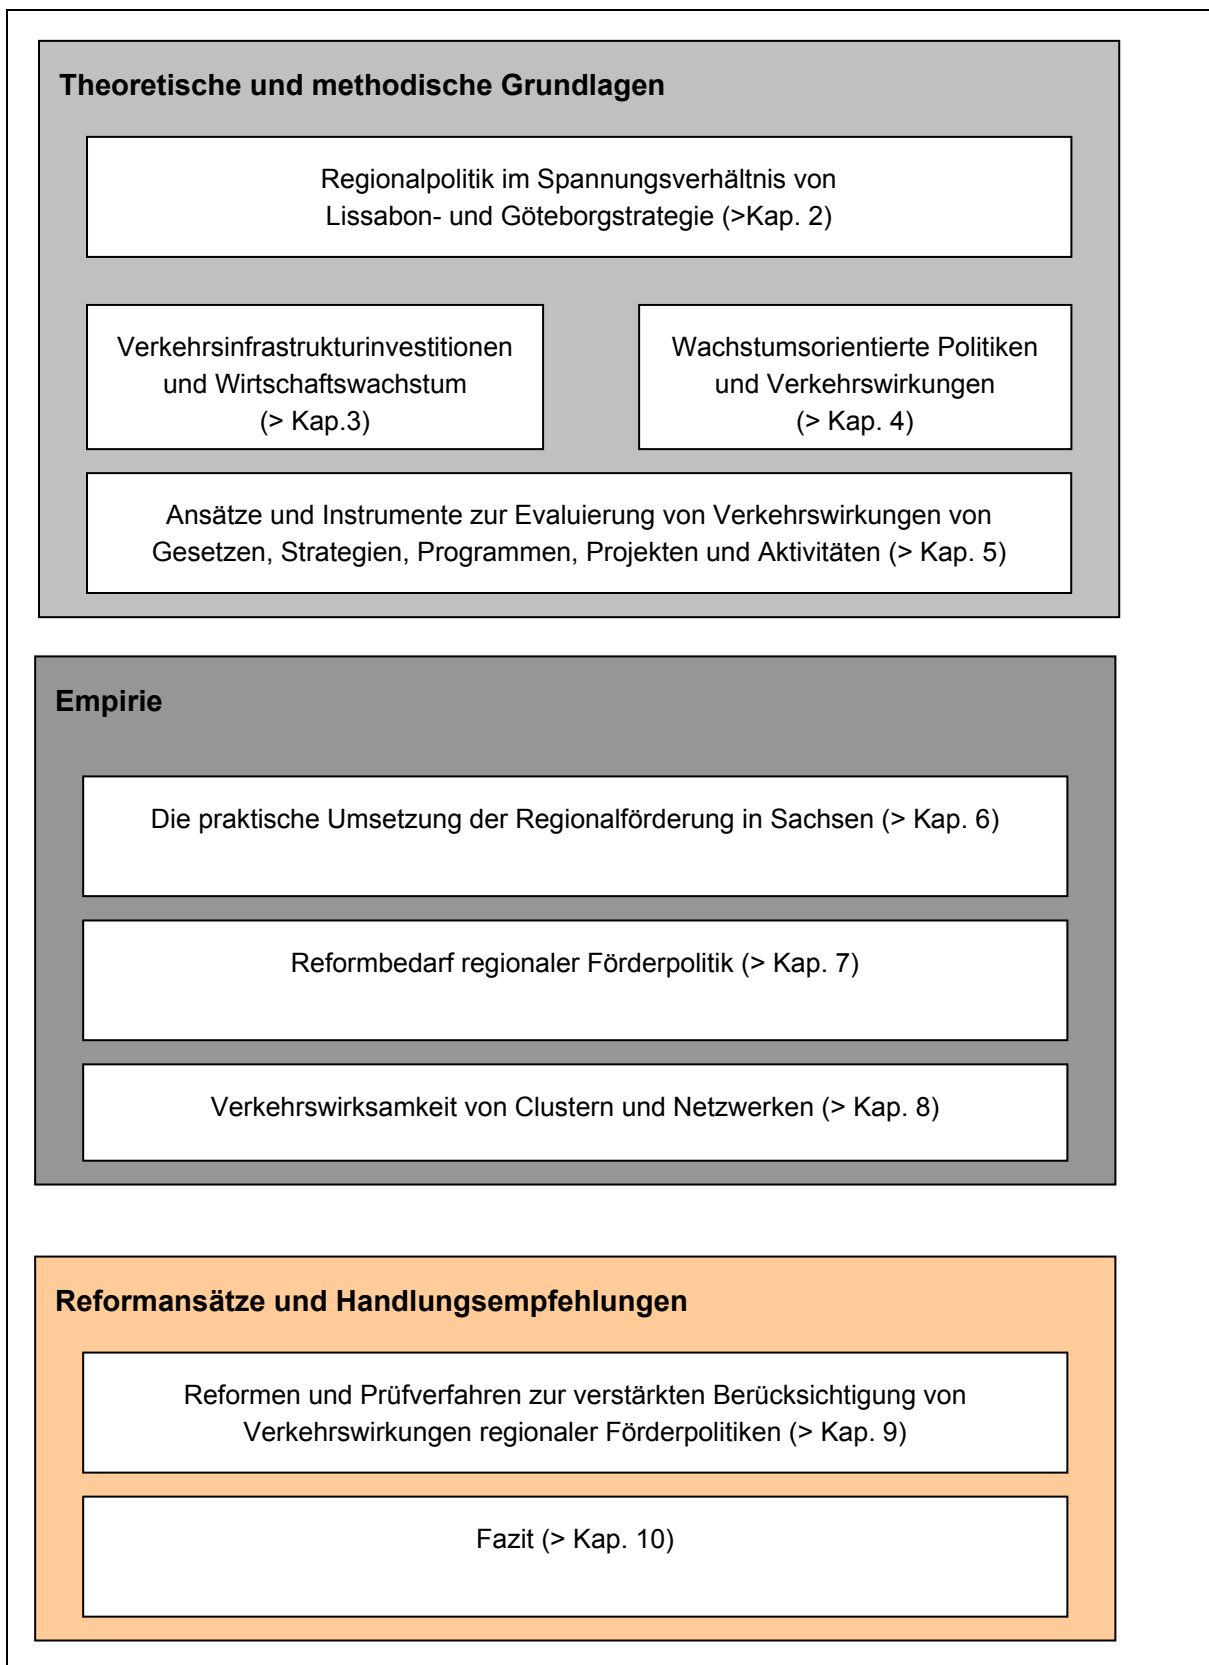 Theoretische und methodische Grundlagen
Regionalpolitik im Spannungsverhältnis von
Lissabon- und Göteborgstrategie (>Kap. 2)
Verkehrsinfrastrukturinvestitionen
und Wirtschaftswachstum
(> Kap.3)
Wachstumsorientierte Politiken
und Verkehrswirkungen
(> Kap. 4)
Ansätze und Instrumente zur Evaluierung von Verkehrswirkungen von
Gesetzen, Strategien, Programmen, Projekten und Aktivitäten (> Kap. 5)
Empirie
Die praktische Umsetzung der Regionalförderung in Sachsen (> Kap. 6)
Reformbedarf regionaler Förderpolitik (> Kap. 7)
Verkehrswirksamkeit von Clustern und Netzwerken (> Kap. 8)
Reformansätze und Handlungsempfehlungen
Reformen und Prüfverfahren zur verstärkten Berücksichtigung von
Verkehrswirkungen regionaler Förderpolitiken (> Kap. 9)
Fazit (> Kap. 10)